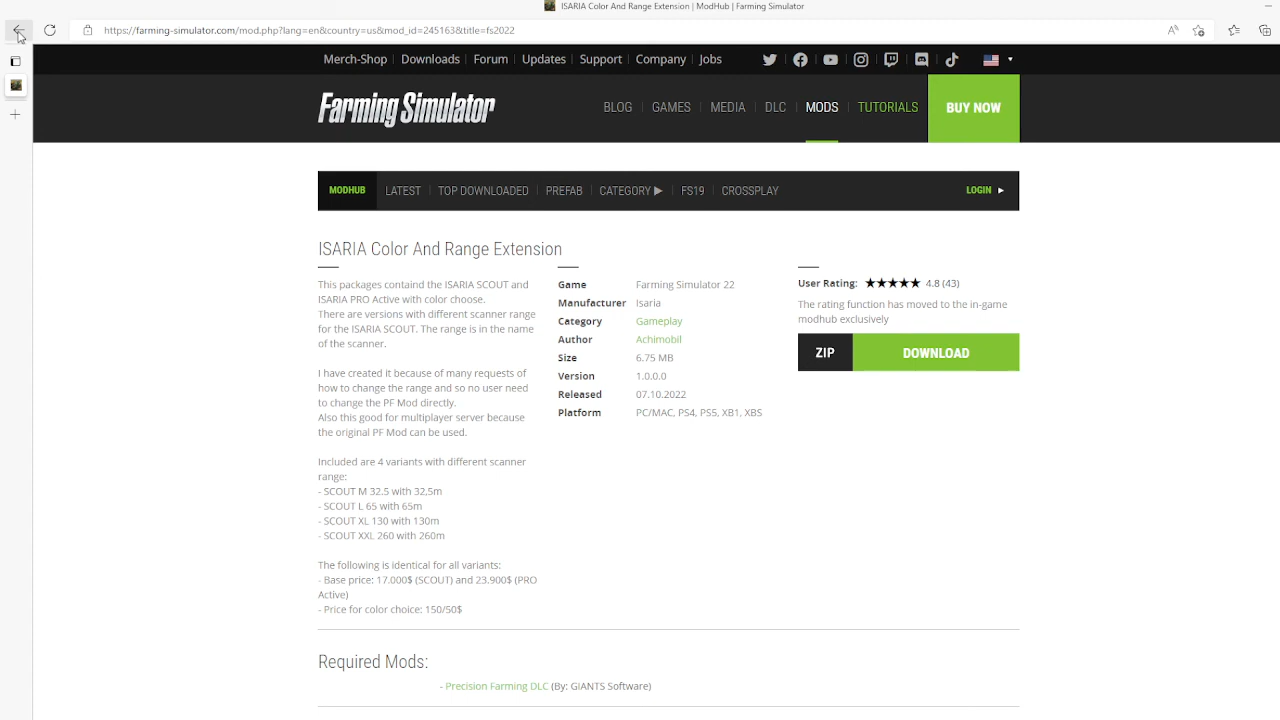 ISARIA Color And Range Extension | ModHub | Farming Simulator
https://farming-simulator.com/mod.php?lang=en&country=us&mod_id=245163&title=fs2022
Merch-Shop Downloads Forum Updates Support Company Jobs
Farming Simulator
BLOG GAMES MEDIA DLC MODS TUTORIALS BUY NOW
MODHUB LATEST TOP DOWNLOADED PREFAB CATEGORY ▶ FS19 CROSSPLAY LOGIN ▶
ISARIA Color And Range Extension
This packages containd the ISARIA SCOUT and
ISARIA PRO Active with color choose.
There are versions with different scanner range
for the ISARIA SCOUT. The range is in the name
of the scanner.
I have created it because of many requests of
how to change the range and so no user need
to change the PF Mod directly.
Also this good for multiplayer server because
the original PF Mod can be used.
Included are 4 variants with different scanner
range:
- SCOUT M 32.5 with 32,5m
- SCOUT L 65 with 65m
- SCOUT XL 130 with 130m
- SCOUT XXL 260 with 260m
The following is identical for all variants:
- Base price: 17.000$ (SCOUT) and 23.900$ (PRO
Active)
- Price for color choice: 150/50$
Game Farming Simulator 22
Manufacturer Isaria
Category Gameplay
Author Achimobil
Size 6.75 MB
Version 1.0.0.0
Released 07.10.2022
Platform PC/MAC, PS4, PS5, XB1, XBS
User Rating: ★★★★★ 4.8 (43)
The rating function has moved to the in-game
modhub exclusively
ZIP DOWNLOAD
Required Mods:
- Precision Farming DLC (By: GIANTS Software)